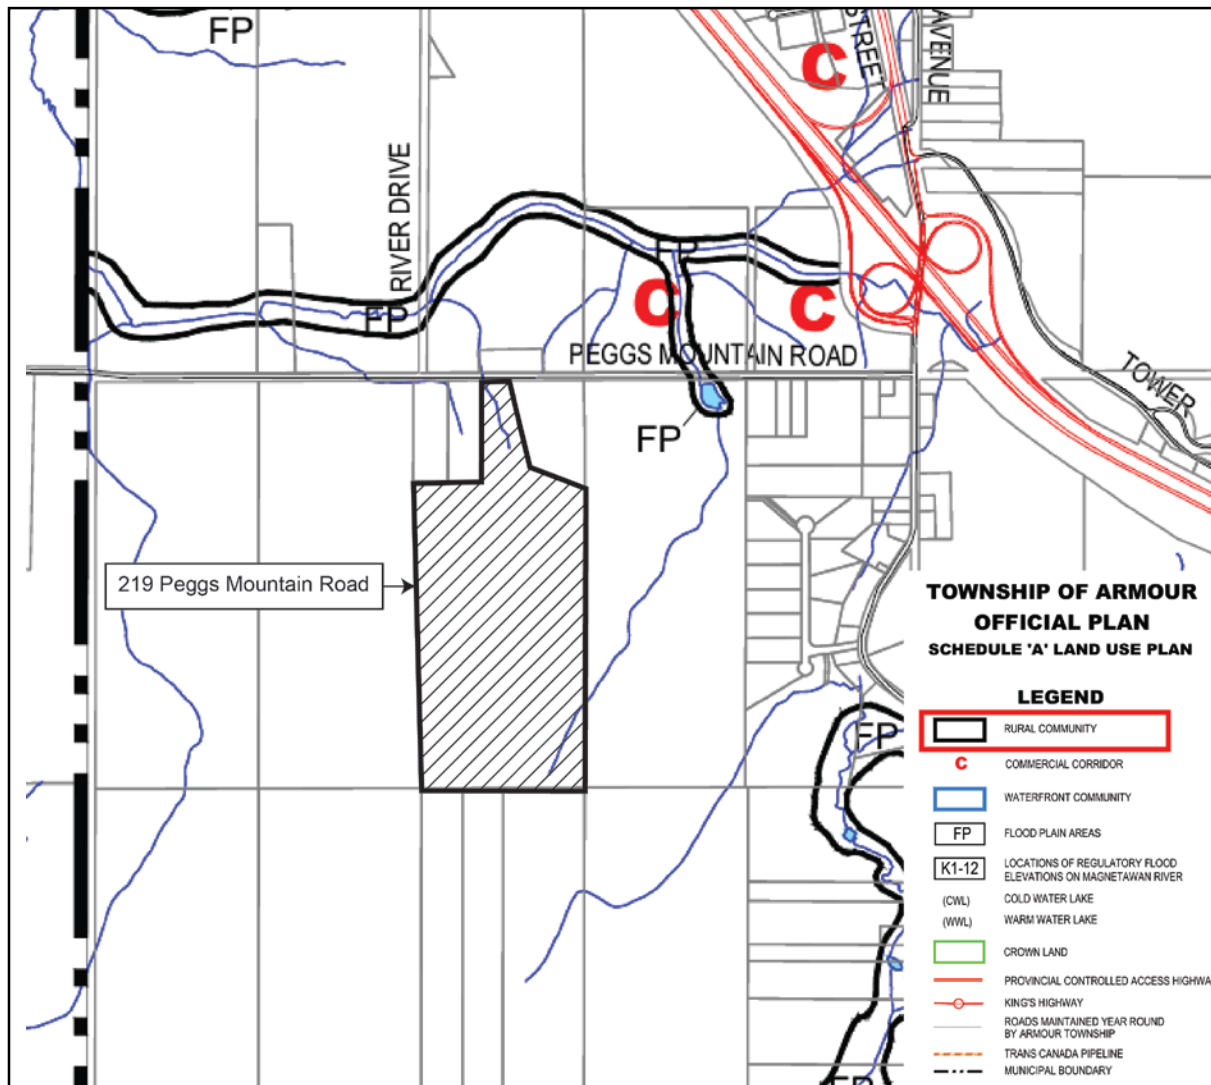 FP
STREET
AVENUE
C
RIVER DRIVE
FP
FP
C
C
PEGGS MOUNTAIN ROAD
TOWER
FP
219 Peggs Mountain Road
TOWNSHIP OF ARMOUR
OFFICIAL PLAN
SCHEDULE 'A' LAND USE PLAN
LEGEND
RURAL COMMUNITY
C COMMERCIAL CORRIDOR
WATERFRONT COMMUNITY
FP FLOOD PLAIN AREAS
K1-12 LOCATIONS OF REGULATORY FLOOD
ELEVATIONS ON MAGNETAWAN RIVER
(CWL) COLD WATER LAKE
(WWL) WARM WATER LAKE
CROWN LAND
PROVINCIAL CONTROLLED ACCESS HIGHWA
KING'S HIGHWAY
ROADS MAINTAINED YEAR ROUND
BY ARMOUR TOWNSHIP
TRANS CANADA PIPELINE
MUNICIPAL BOUNDARY
FP
FP